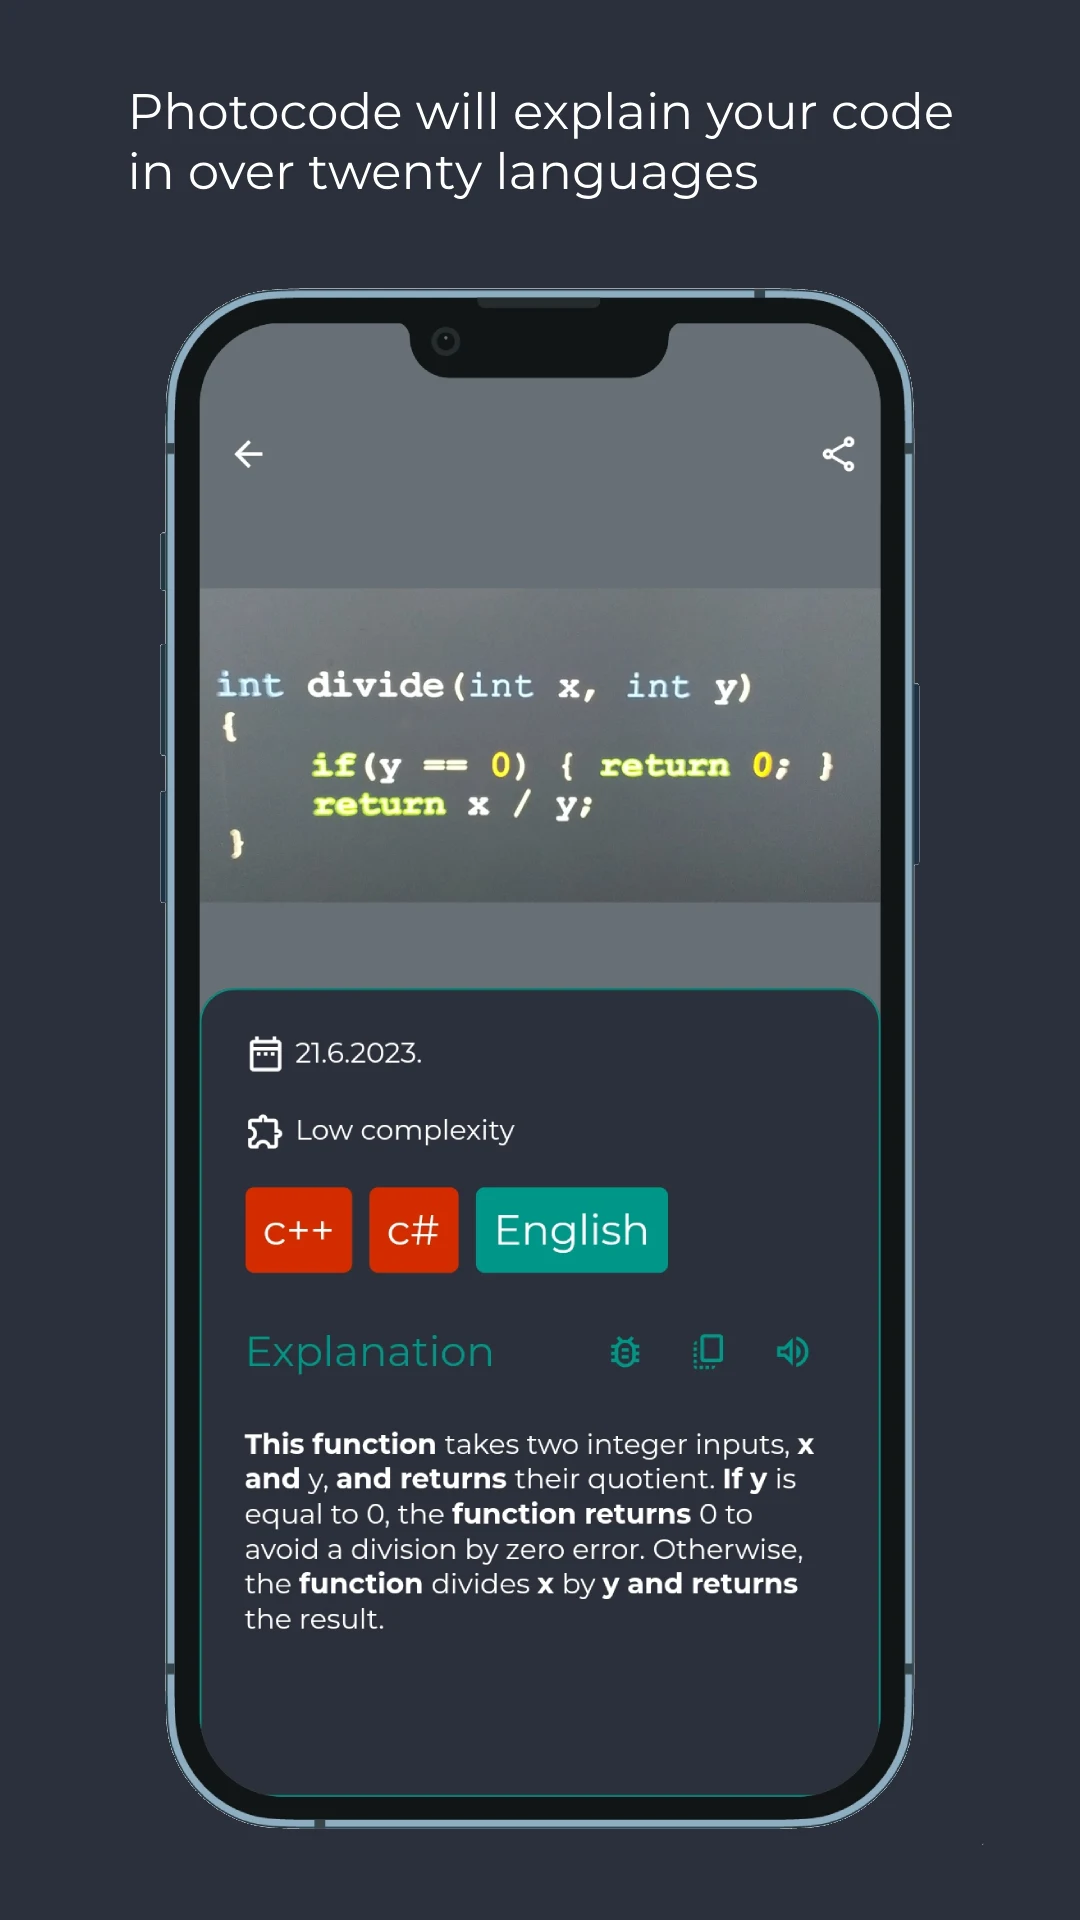 Photocode will explain your code
in over twenty languages
int divide(int x, int y)
{
if(y == 0) { return 0; }
return x / y;
}
21.6.2023.
Low complexity
c++ c# English
Explanation
This function takes two integer inputs, x
and y, and returns their quotient. If y is
equal to 0, the function returns 0 to
avoid a division by zero error. Otherwise,
the function divides x by y and returns
the result.